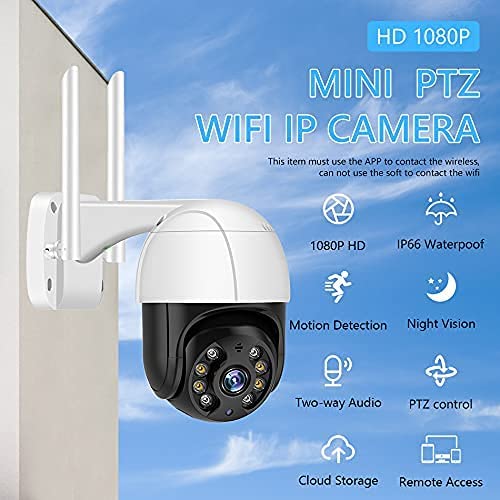 HD 1080P
MINI PTZ
WIFI IP CAMERA
This item must use the APP to contact the wireless,
can not use the soft to contact the wifi
1080P HD
IP66 Waterpoof
Motion Detection
Night Vision
Two-way Audio
PTZ control
Cloud Storage
Remote Access